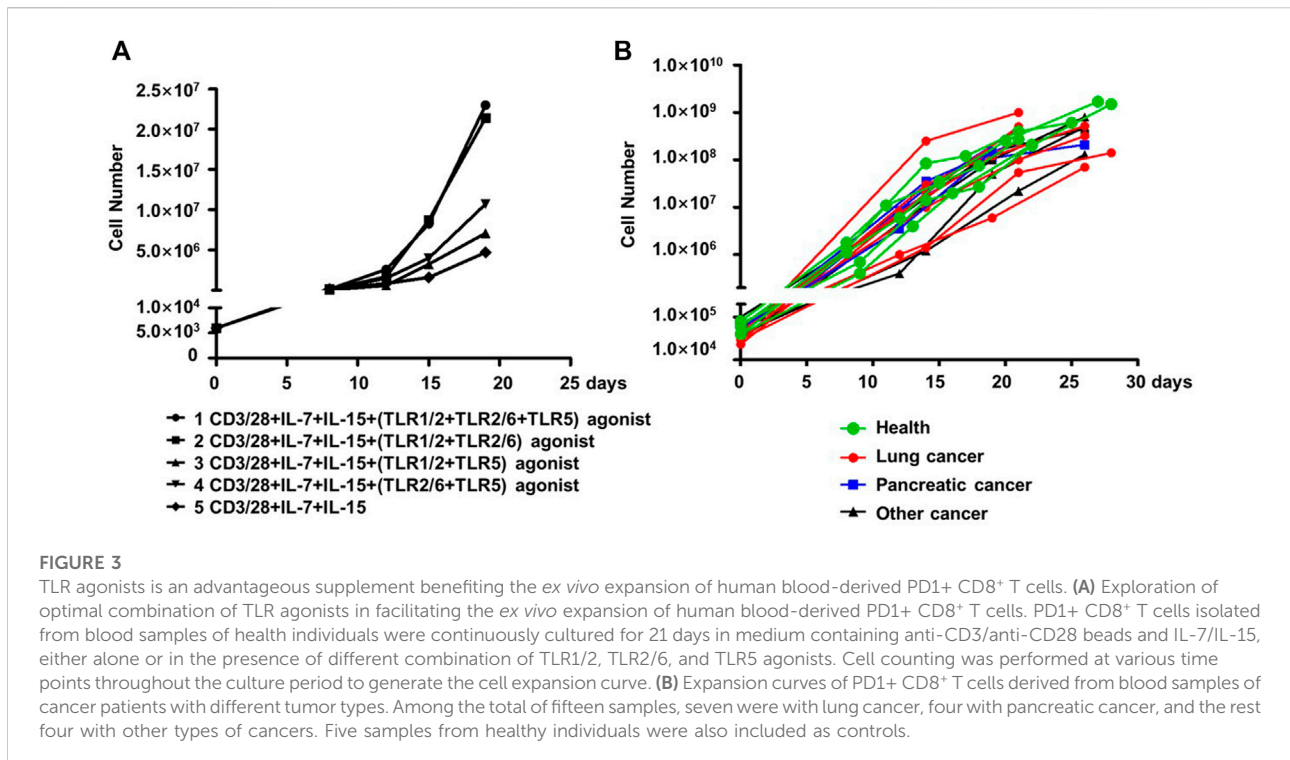 A
B
2.5×10⁷
2.0×10⁷
1.0×10⁷
5.0×10⁶
1.0×10⁴
5.0×10³
0
Cell Number
0 5 10 15 20 25 days
1 CD3/28+IL-7+IL-15+(TLR1/2+TLR2/6+TLR5) agonist
2 CD3/28+IL-7+IL-15+(TLR1/2+TLR2/6) agonist
3 CD3/28+IL-7+IL-15+(TLR1/2+TLR5) agonist
4 CD3/28+IL-7+IL-15+(TLR2/6+TLR5) agonist
5 CD3/28+IL-7+IL-15
1.0×10¹⁰
1.0×10⁹
1.0×10⁸
1.0×10⁷
1.0×10⁶
1.0×10⁵
1.0×10⁴
Cell Number
0 5 10 15 20 25 30 days
Health
Lung cancer
Pancreatic cancer
Other cancer
FIGURE 3
TLR agonists is an advantageous supplement benefiting the ex vivo expansion of human blood-derived PD1+ CD8⁺ T cells. (A) Exploration of
optimal combination of TLR agonists in facilitating the ex vivo expansion of human blood-derived PD1+ CD8⁺ T cells. PD1+ CD8⁺ T cells isolated
from blood samples of health individuals were continuously cultured for 21 days in medium containing anti-CD3/anti-CD28 beads and IL-7/IL-15,
either alone or in the presence of different combination of TLR1/2, TLR2/6, and TLR5 agonists. Cell counting was performed at various time
points throughout the culture period to generate the cell expansion curve. (B) Expansion curves of PD1+ CD8⁺ T cells derived from blood samples of
cancer patients with different tumor types. Among the total of fifteen samples, seven were with lung cancer, four with pancreatic cancer, and the rest
four with other types of cancers. Five samples from healthy individuals were also included as controls.